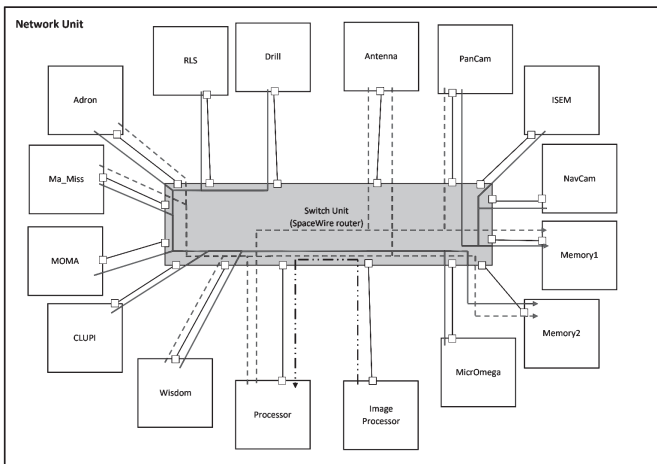 Network Unit
RLS
Drill
Antenna
PanCam
Adron
ISEM
Ma_Miss
NavCam
Switch Unit
(SpaceWire router)
MOMA
Memory1
CLUPI
Memory2
Wisdom
Processor
Image
Processor
MicrOmega